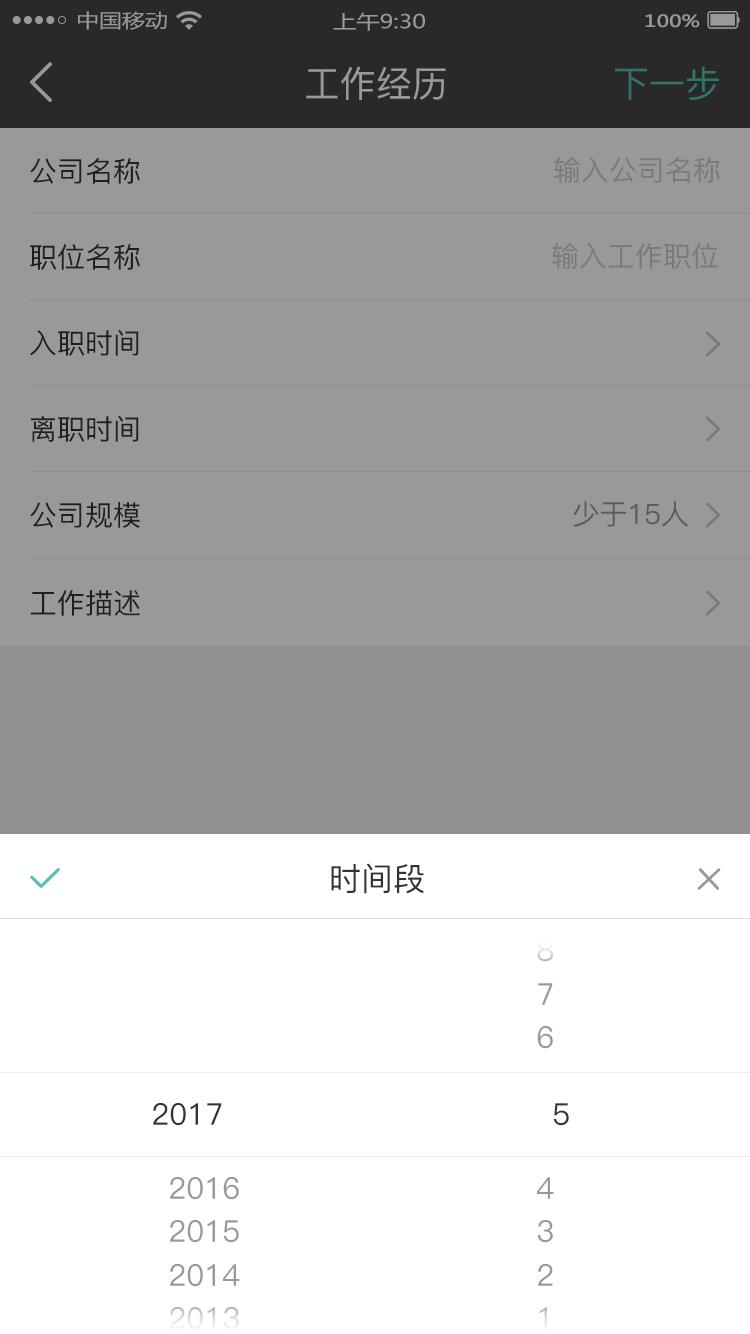 中国移动 上午9:30 100%
工作经历 下一步
公司名称 输入公司名称
职位名称 输入工作职位
入职时间
离职时间
公司规模 少于15人
工作描述
时间段
8
7
6
2017 5
2016 4
2015 3
2014 2
2013 1